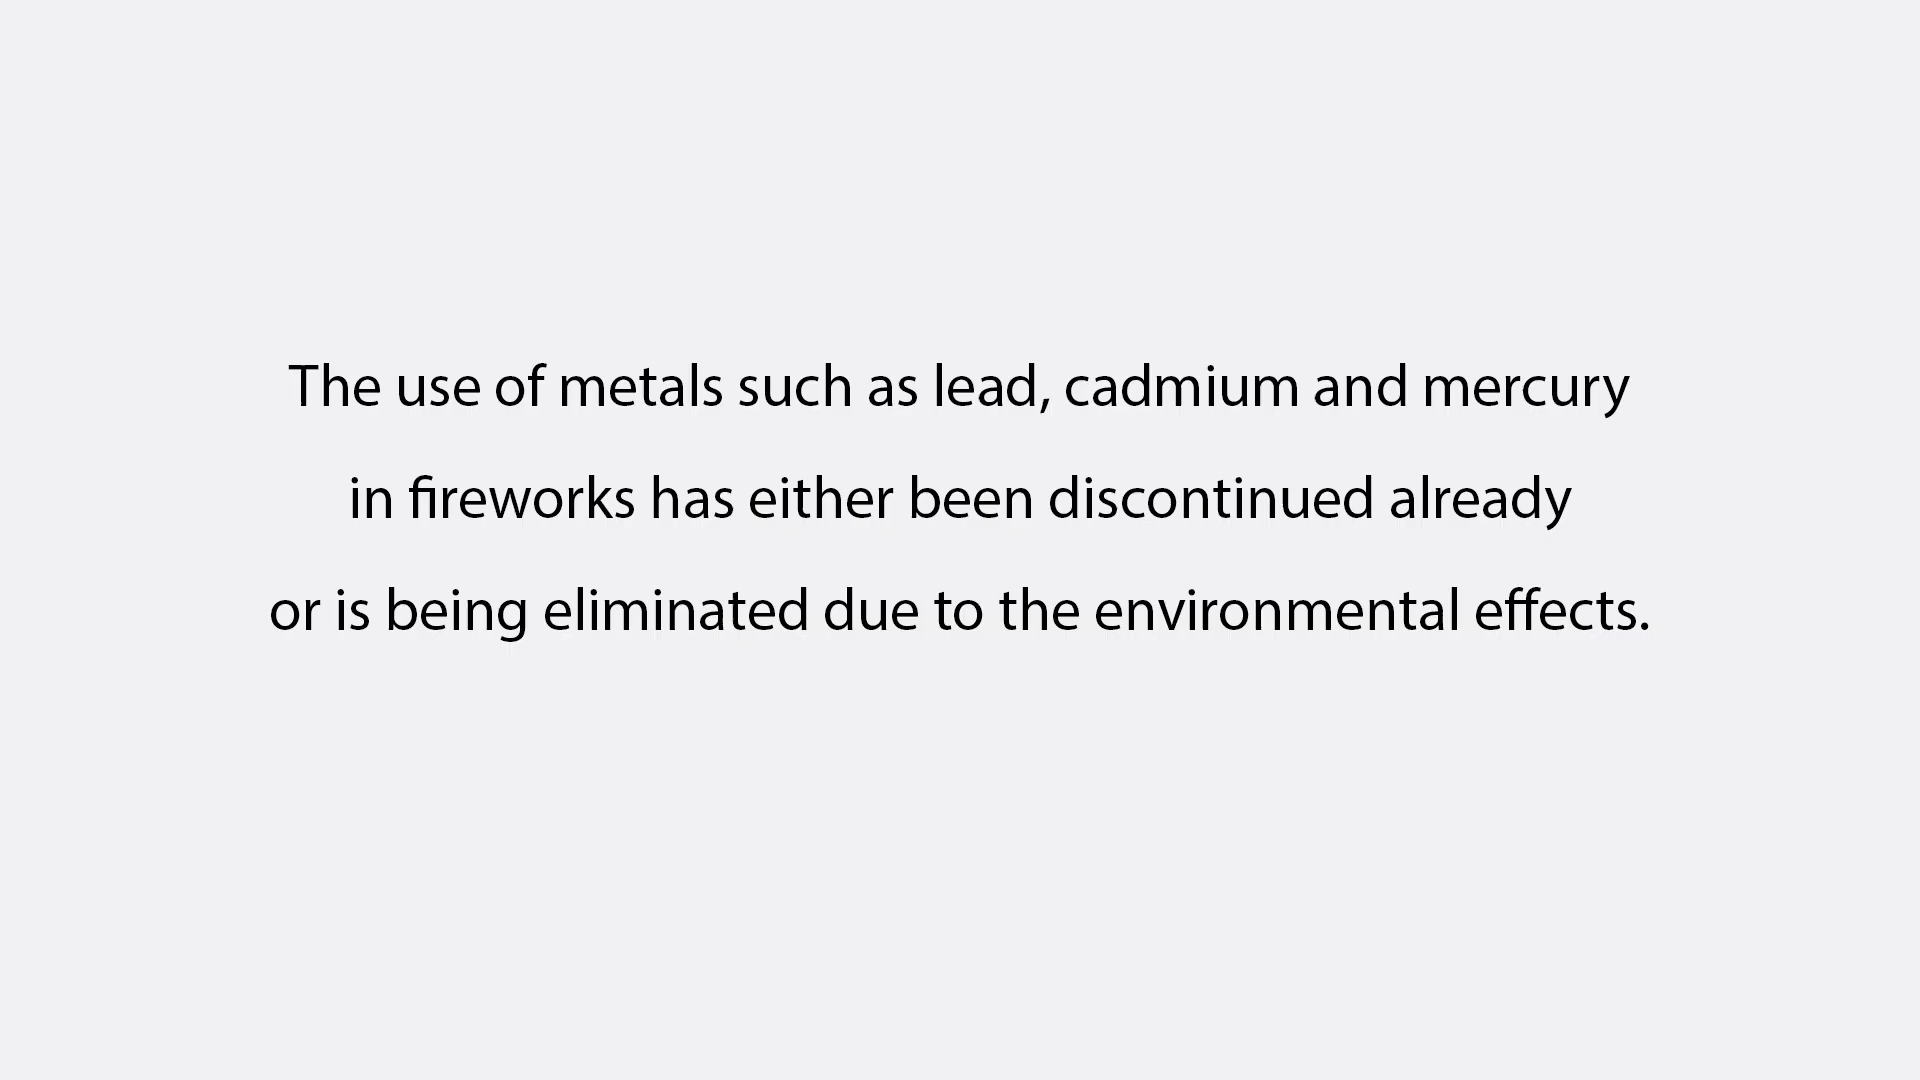 The use of metals such as lead, cadmium and mercury
in fireworks has either been discontinued already
or is being eliminated due to the environmental effects.